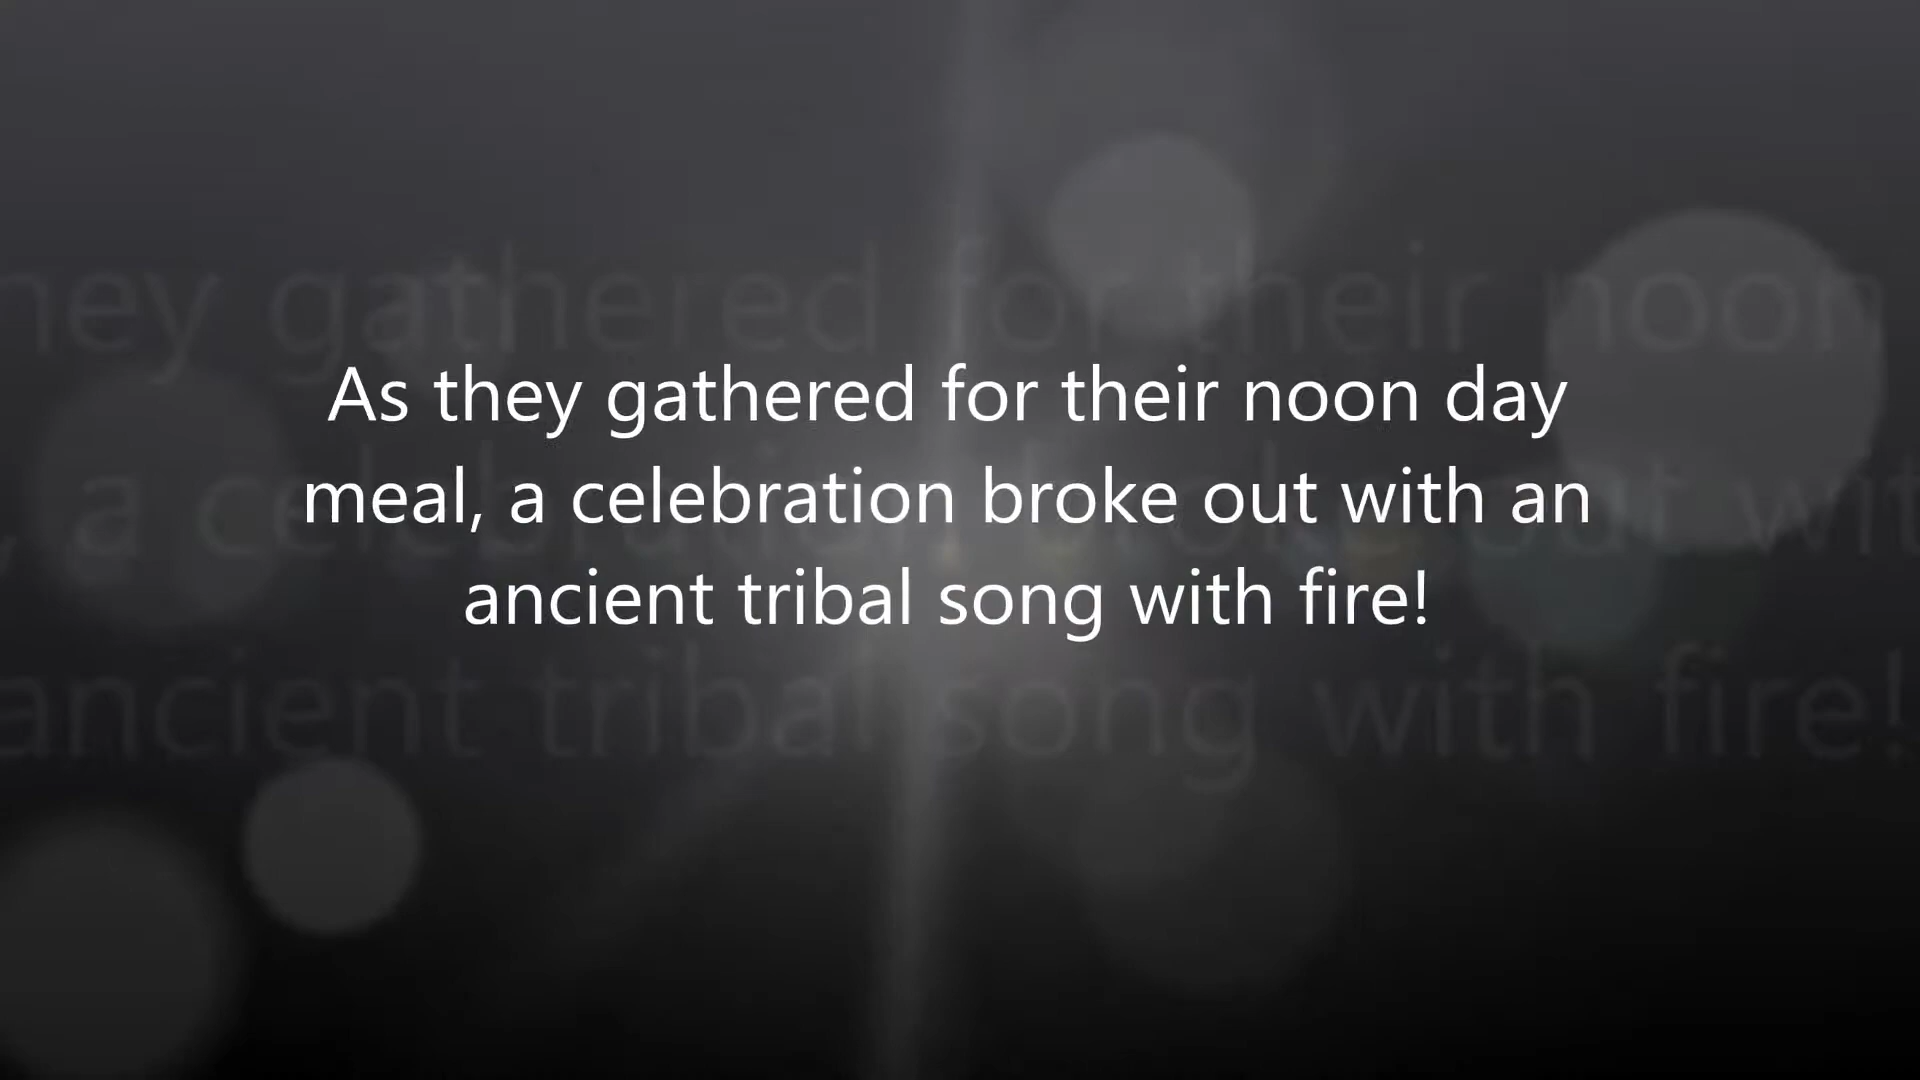 As they gathered for their noon day
meal, a celebration broke out with an
ancient tribal song with fire!